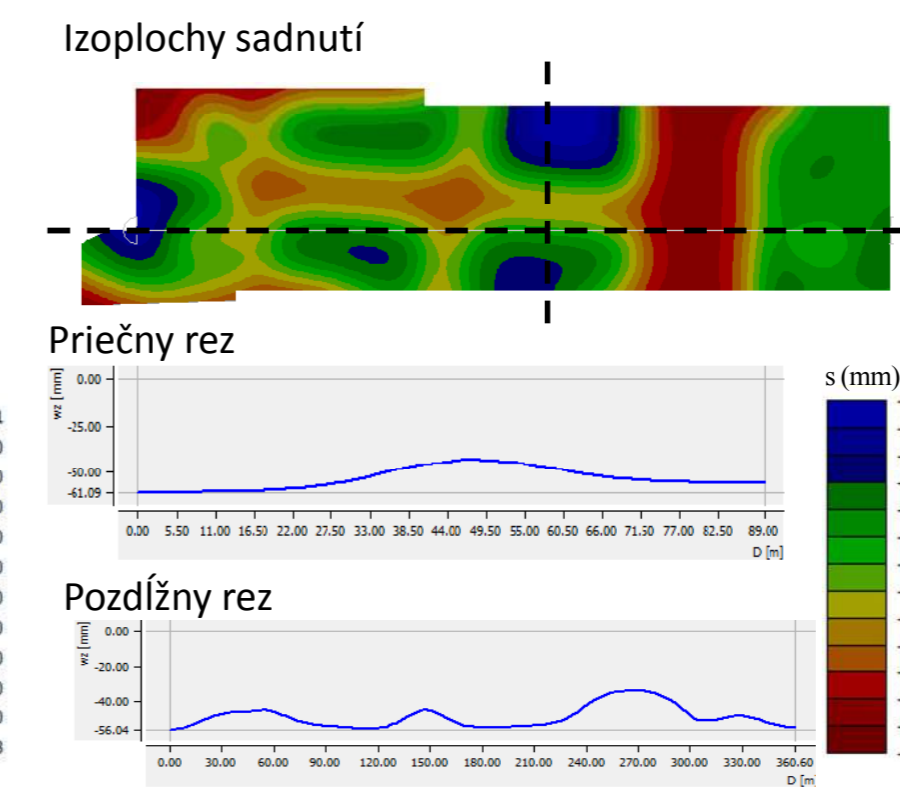 Izoplochy sadnutí
Priečny rez
wz [mm]
0.00
-25.00
-50.00
-61.09
0.00 5.50 11.00 16.50 22.00 27.50 33.00 38.50 44.00 49.50 55.00 60.50 66.00 71.50 77.00 82.50 89.00
D [m]
s (mm)
Pozdĺžny rez
wz [mm]
0.00
-20.00
-40.00
-56.04
0.00 30.00 60.00 90.00 120.00 150.00 180.00 210.00 240.00 270.00 300.00 330.00 360.60
D [m